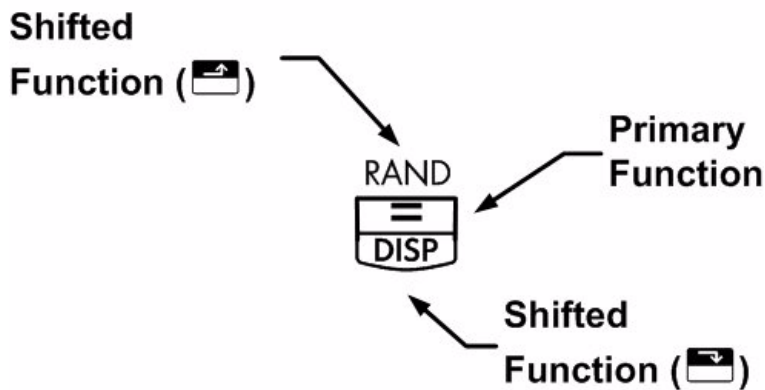 Shifted
Function ( )
RAND
=
DISP
Primary
Function
Shifted
Function ( )